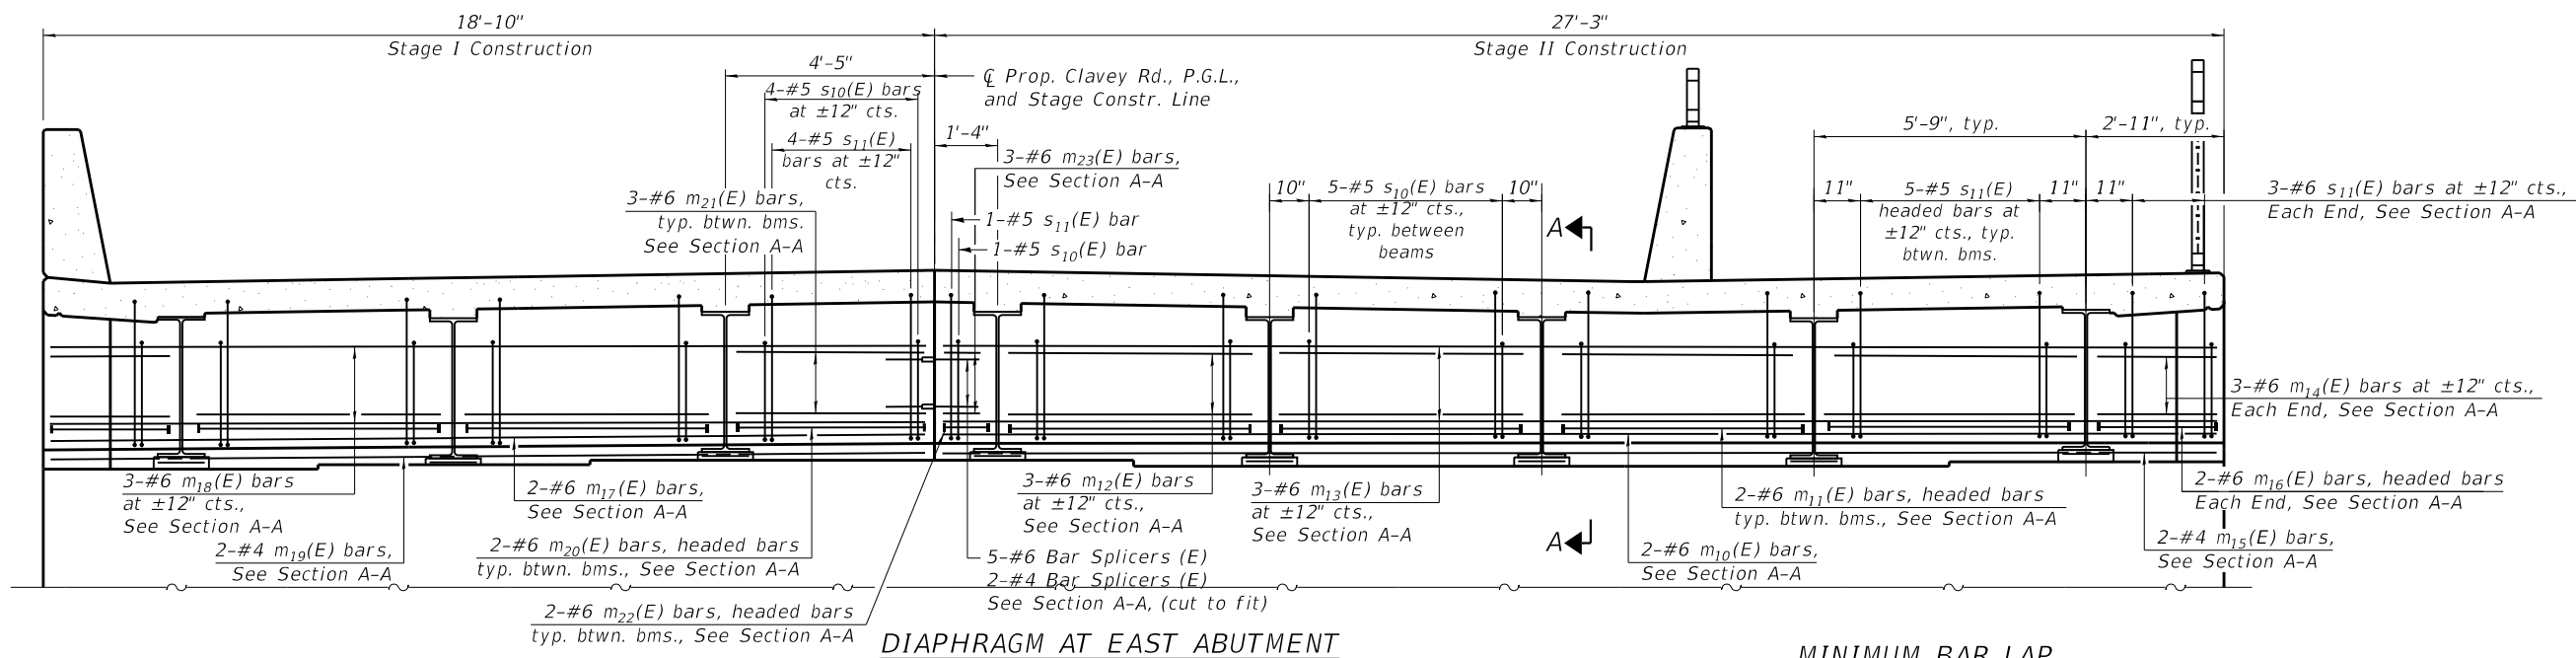 18'-10"
Stage I Construction
27'-3"
Stage II Construction
4'-5"
℄ Prop. Clavey Rd., P.G.L.,
and Stage Constr. Line
4-#5 s10(E) bars
at ±12" cts.
4-#5 s11(E)
bars at ±12"
cts.
1'-4"
3-#6 m23(E) bars,
See Section A-A
3-#6 m21(E) bars,
typ. btwn. bms.
See Section A-A
1-#5 s11(E) bar
1-#5 s10(E) bar
10"
5-#5 s10(E) bars
at ±12" cts.,
typ. between
beams
10"
A
5'-9", typ.
2'-11", typ.
11"
5-#5 s11(E)
headed bars at
±12" cts., typ.
btwn. bms.
11"
11"
3-#6 s11(E) bars at ±12" cts.,
Each End, See Section A-A
3-#6 m14(E) bars at ±12" cts.,
Each End, See Section A-A
3-#6 m18(E) bars
at ±12" cts.,
See Section A-A
2-#4 m19(E) bars,
See Section A-A
2-#6 m17(E) bars,
See Section A-A
2-#6 m20(E) bars, headed bars
typ. btwn. bms., See Section A-A
2-#6 m22(E) bars, headed bars
typ. btwn. bms., See Section A-A
3-#6 m12(E) bars
at ±12" cts.,
See Section A-A
5-#6 Bar Splicers (E)
2-#4 Bar Splicers (E)
See Section A-A, (cut to fit)
3-#6 m13(E) bars
at ±12" cts.,
See Section A-A
A
2-#6 m10(E) bars,
See Section A-A
2-#6 m11(E) bars, headed bars
typ. btwn. bms., See Section A-A
2-#6 m16(E) bars, headed bars
Each End, See Section A-A
2-#4 m15(E) bars,
See Section A-A
DIAPHRAGM AT EAST ABUTMENT
MINIMUM BAR LAP